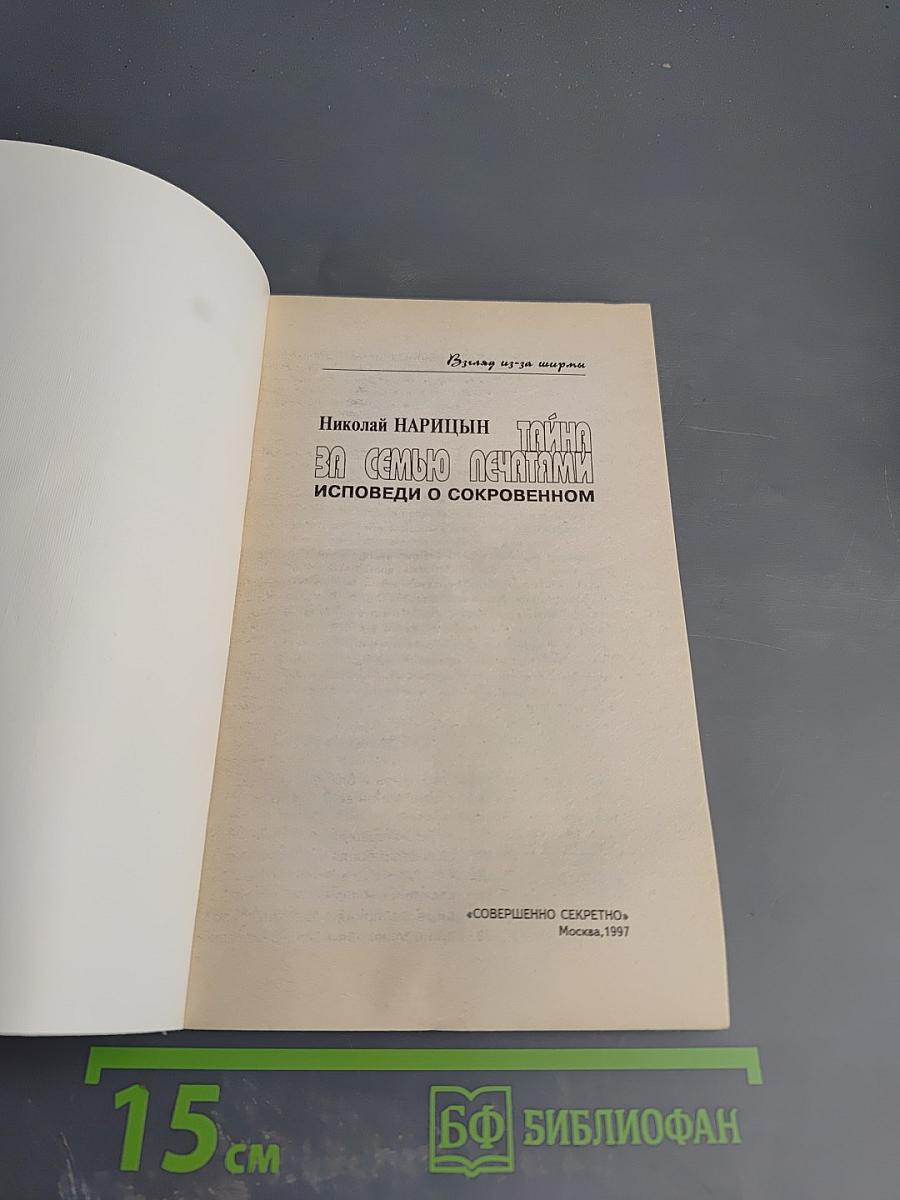 Взгляд из-за ширмы
Николай НАРИЦЫН ТАЙНА
ЗА СЕМЬЮ ПЕЧАТЯМИ
ИСПОВЕДИ О СОКРОВЕННОМ
«СОВЕРШЕННО СЕКРЕТНО»
Москва, 1997
15 см
БФ БИБЛИОФАН